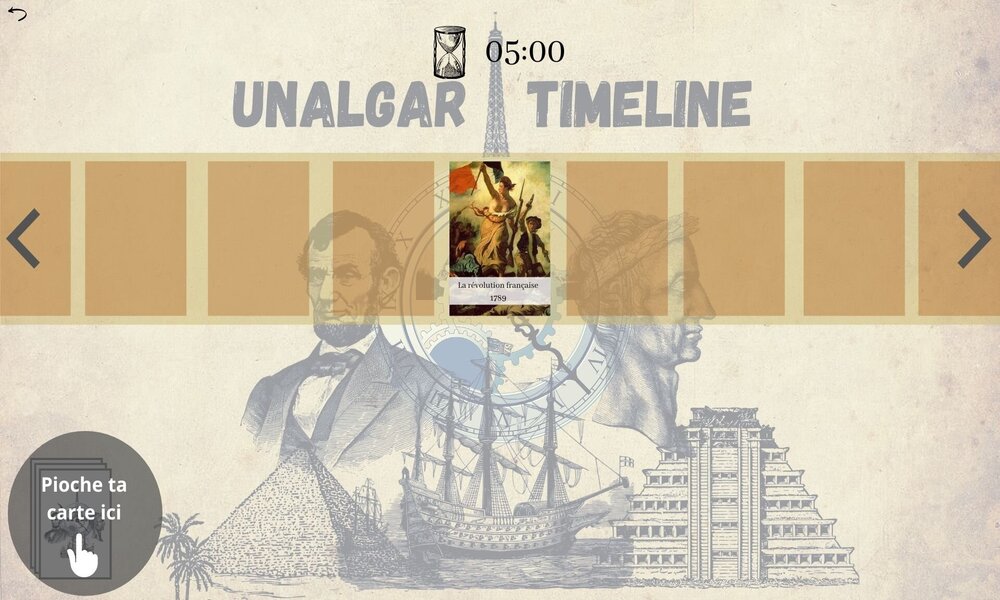 05:00
UNALGAR TIMELINE
La révolution française
1789
Pioche ta
carte ici